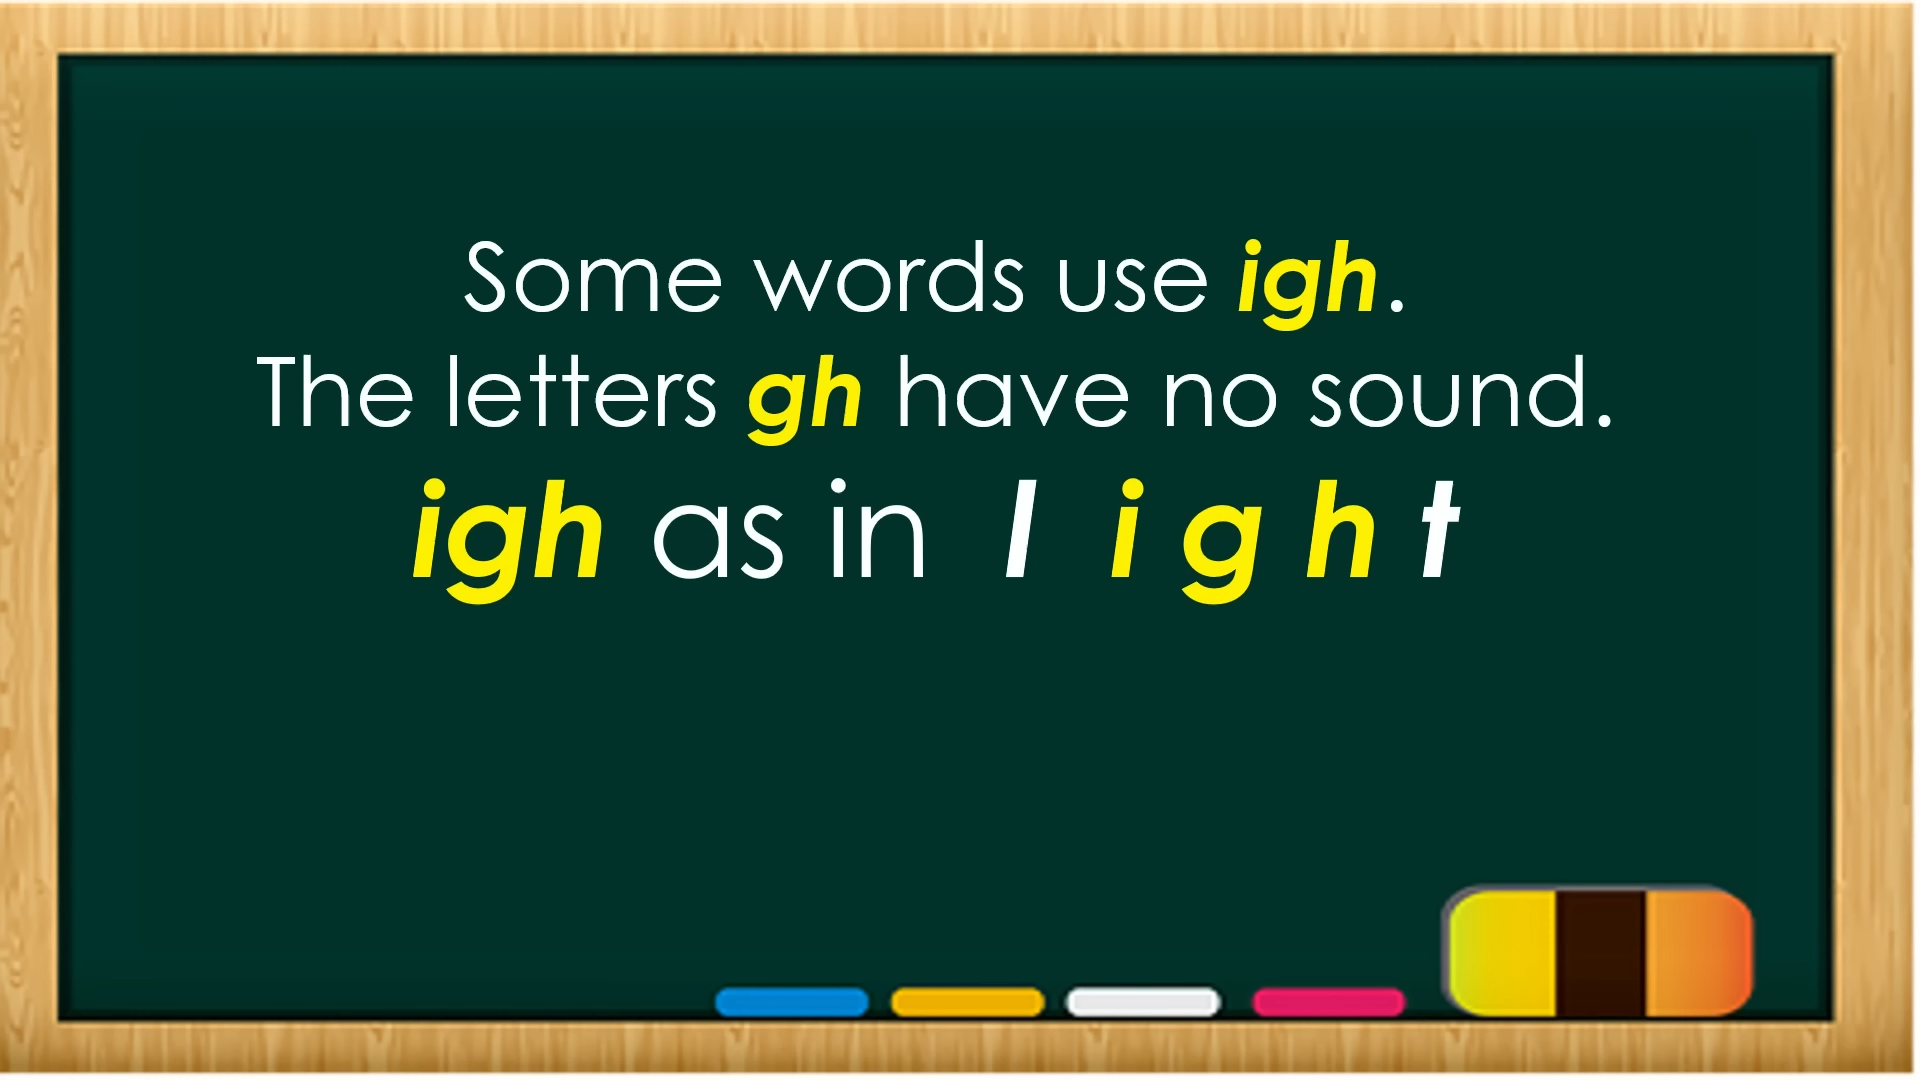 Some words use igh.
The letters gh have no sound.
igh as in l i g h t